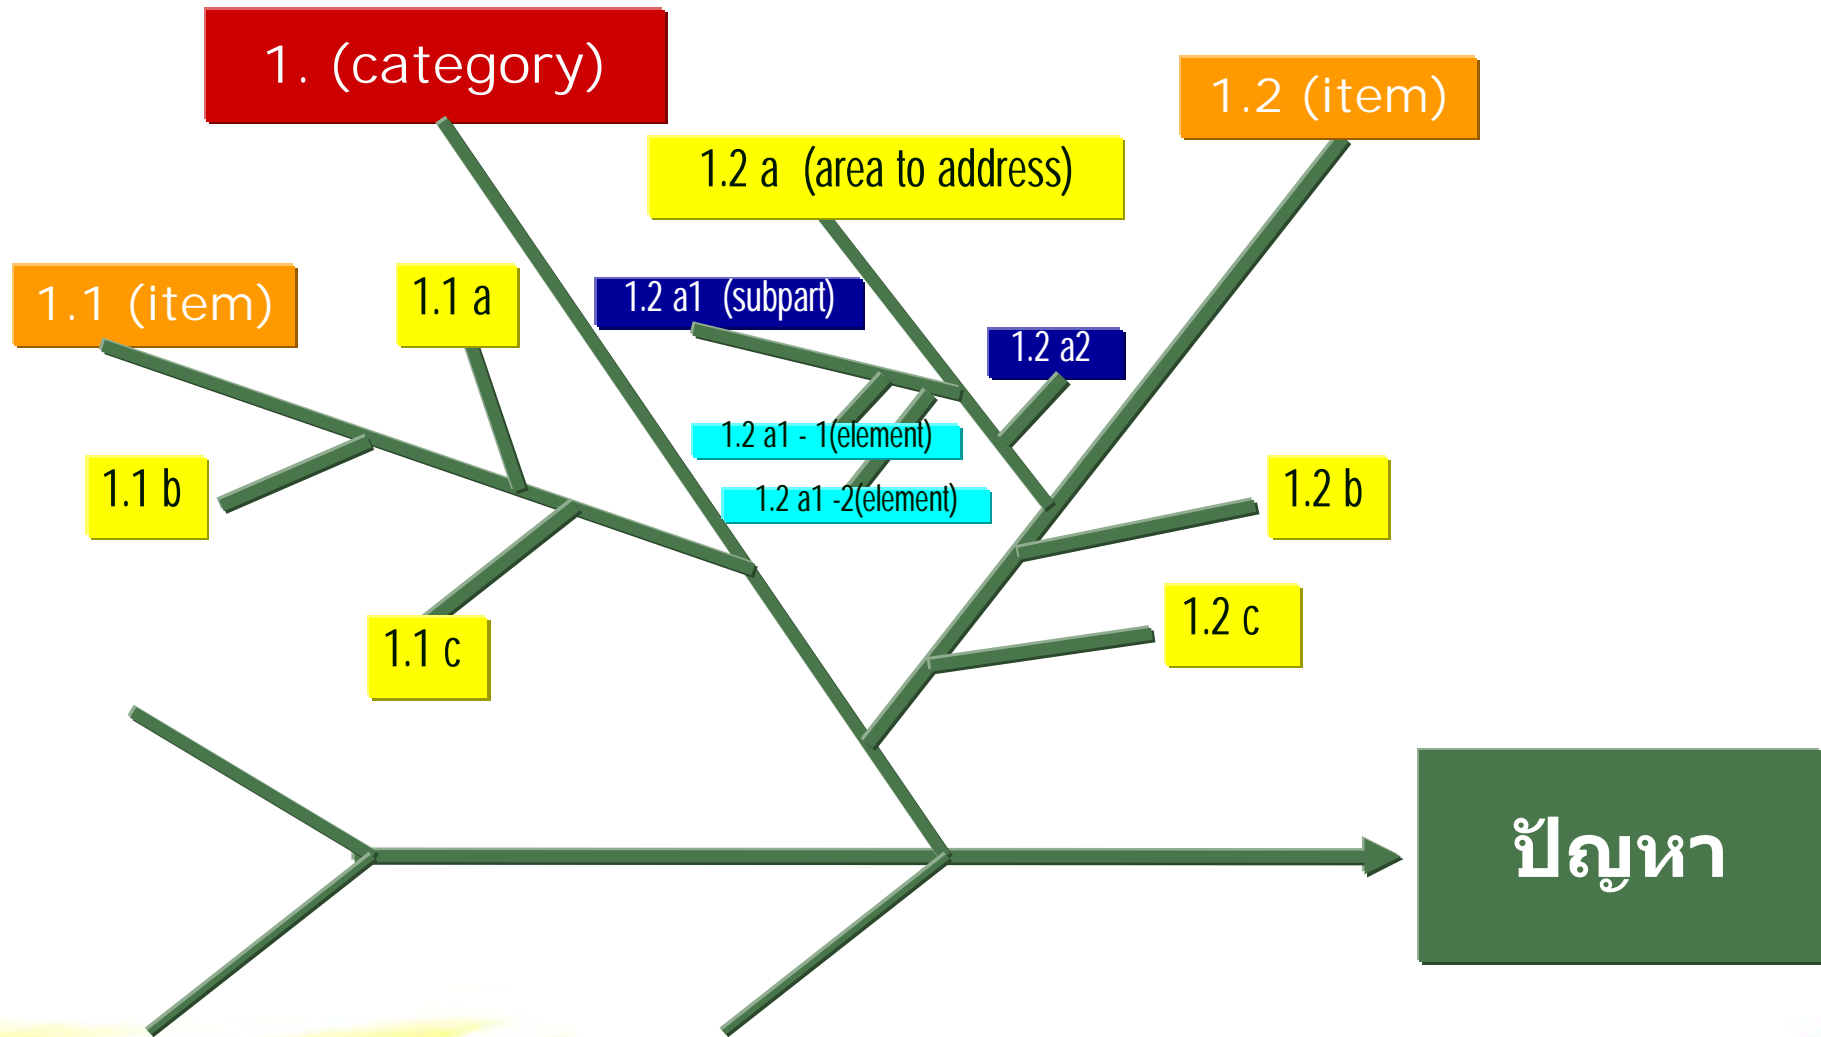 1. (category)
1.2 (item)
1.2 a (area to address)
1.1 (item)
1.1 a
1.2 a1 (subpart)
1.2 a2
1.2 a1 - 1(element)
1.1 b
1.2 a1 -2(element)
1.2 b
1.2 c
1.1 c
ปัญหา